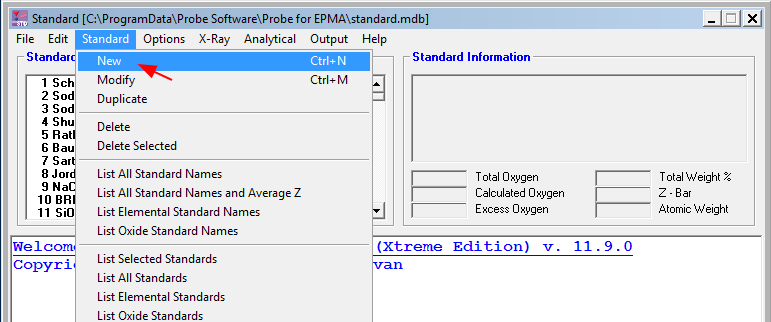 Standard [C:\ProgramData\Probe Software\Probe for EPMA\standard.mdb]
File Edit Standard Options X-Ray Analytical Output Help
New Ctrl+N
Modify Ctrl+M
Duplicate
Delete
Delete Selected
List All Standard Names
List All Standard Names and Average Z
List Elemental Standard Names
List Oxide Standard Names
List Selected Standards
List All Standards
List Elemental Standards
List Oxide Standards
Standard
1 Sch
2 Sod
3 Sod
4 Shu
5 Rath
6 Bau
7 Sart
8 Jord
9 NaC
10 BRI
11 SiO
Standard Information
Total Oxygen Total Weight %
Calculated Oxygen Z - Bar
Excess Oxygen Atomic Weight
Welcom (Xtreme Edition) v. 11.9.0
Copyri van